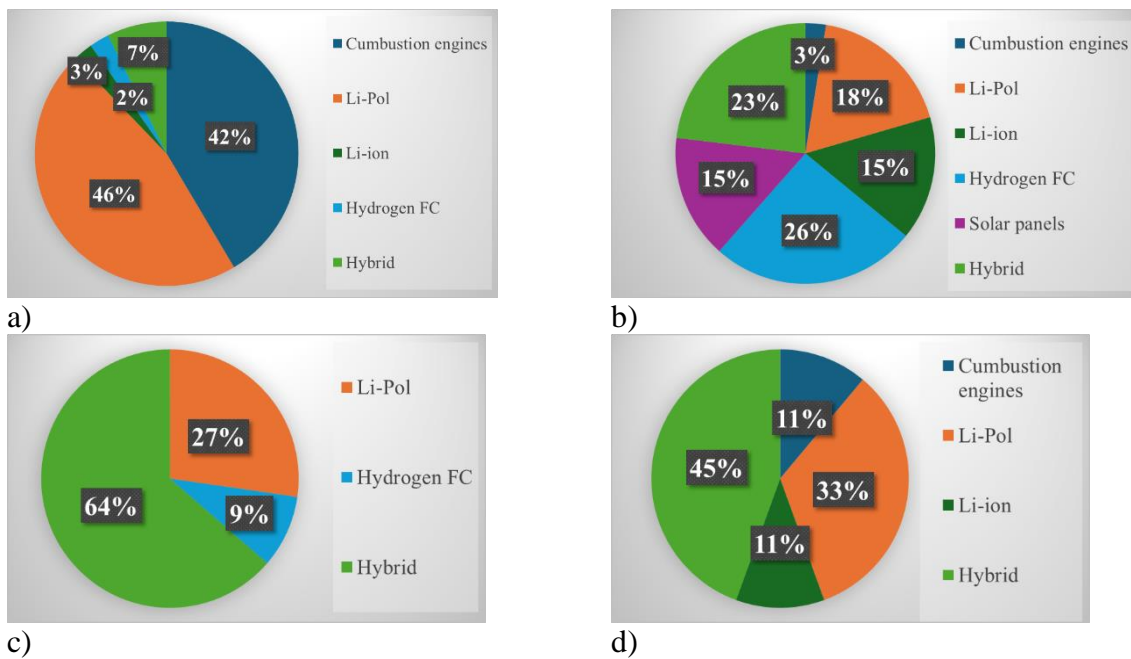 7%
3%
2%
42%
46%
Cumbustion engines
Li-Pol
Li-ion
Hydrogen FC
Hybrid
a)
3%
23%
18%
15%
15%
26%
Cumbustion engines
Li-Pol
Li-ion
Hydrogen FC
Solar panels
Hybrid
b)
27%
64%
9%
Li-Pol
Hydrogen FC
Hybrid
c)
11%
45%
33%
11%
Cumbustion
engines
Li-Pol
Li-ion
Hybrid
d)